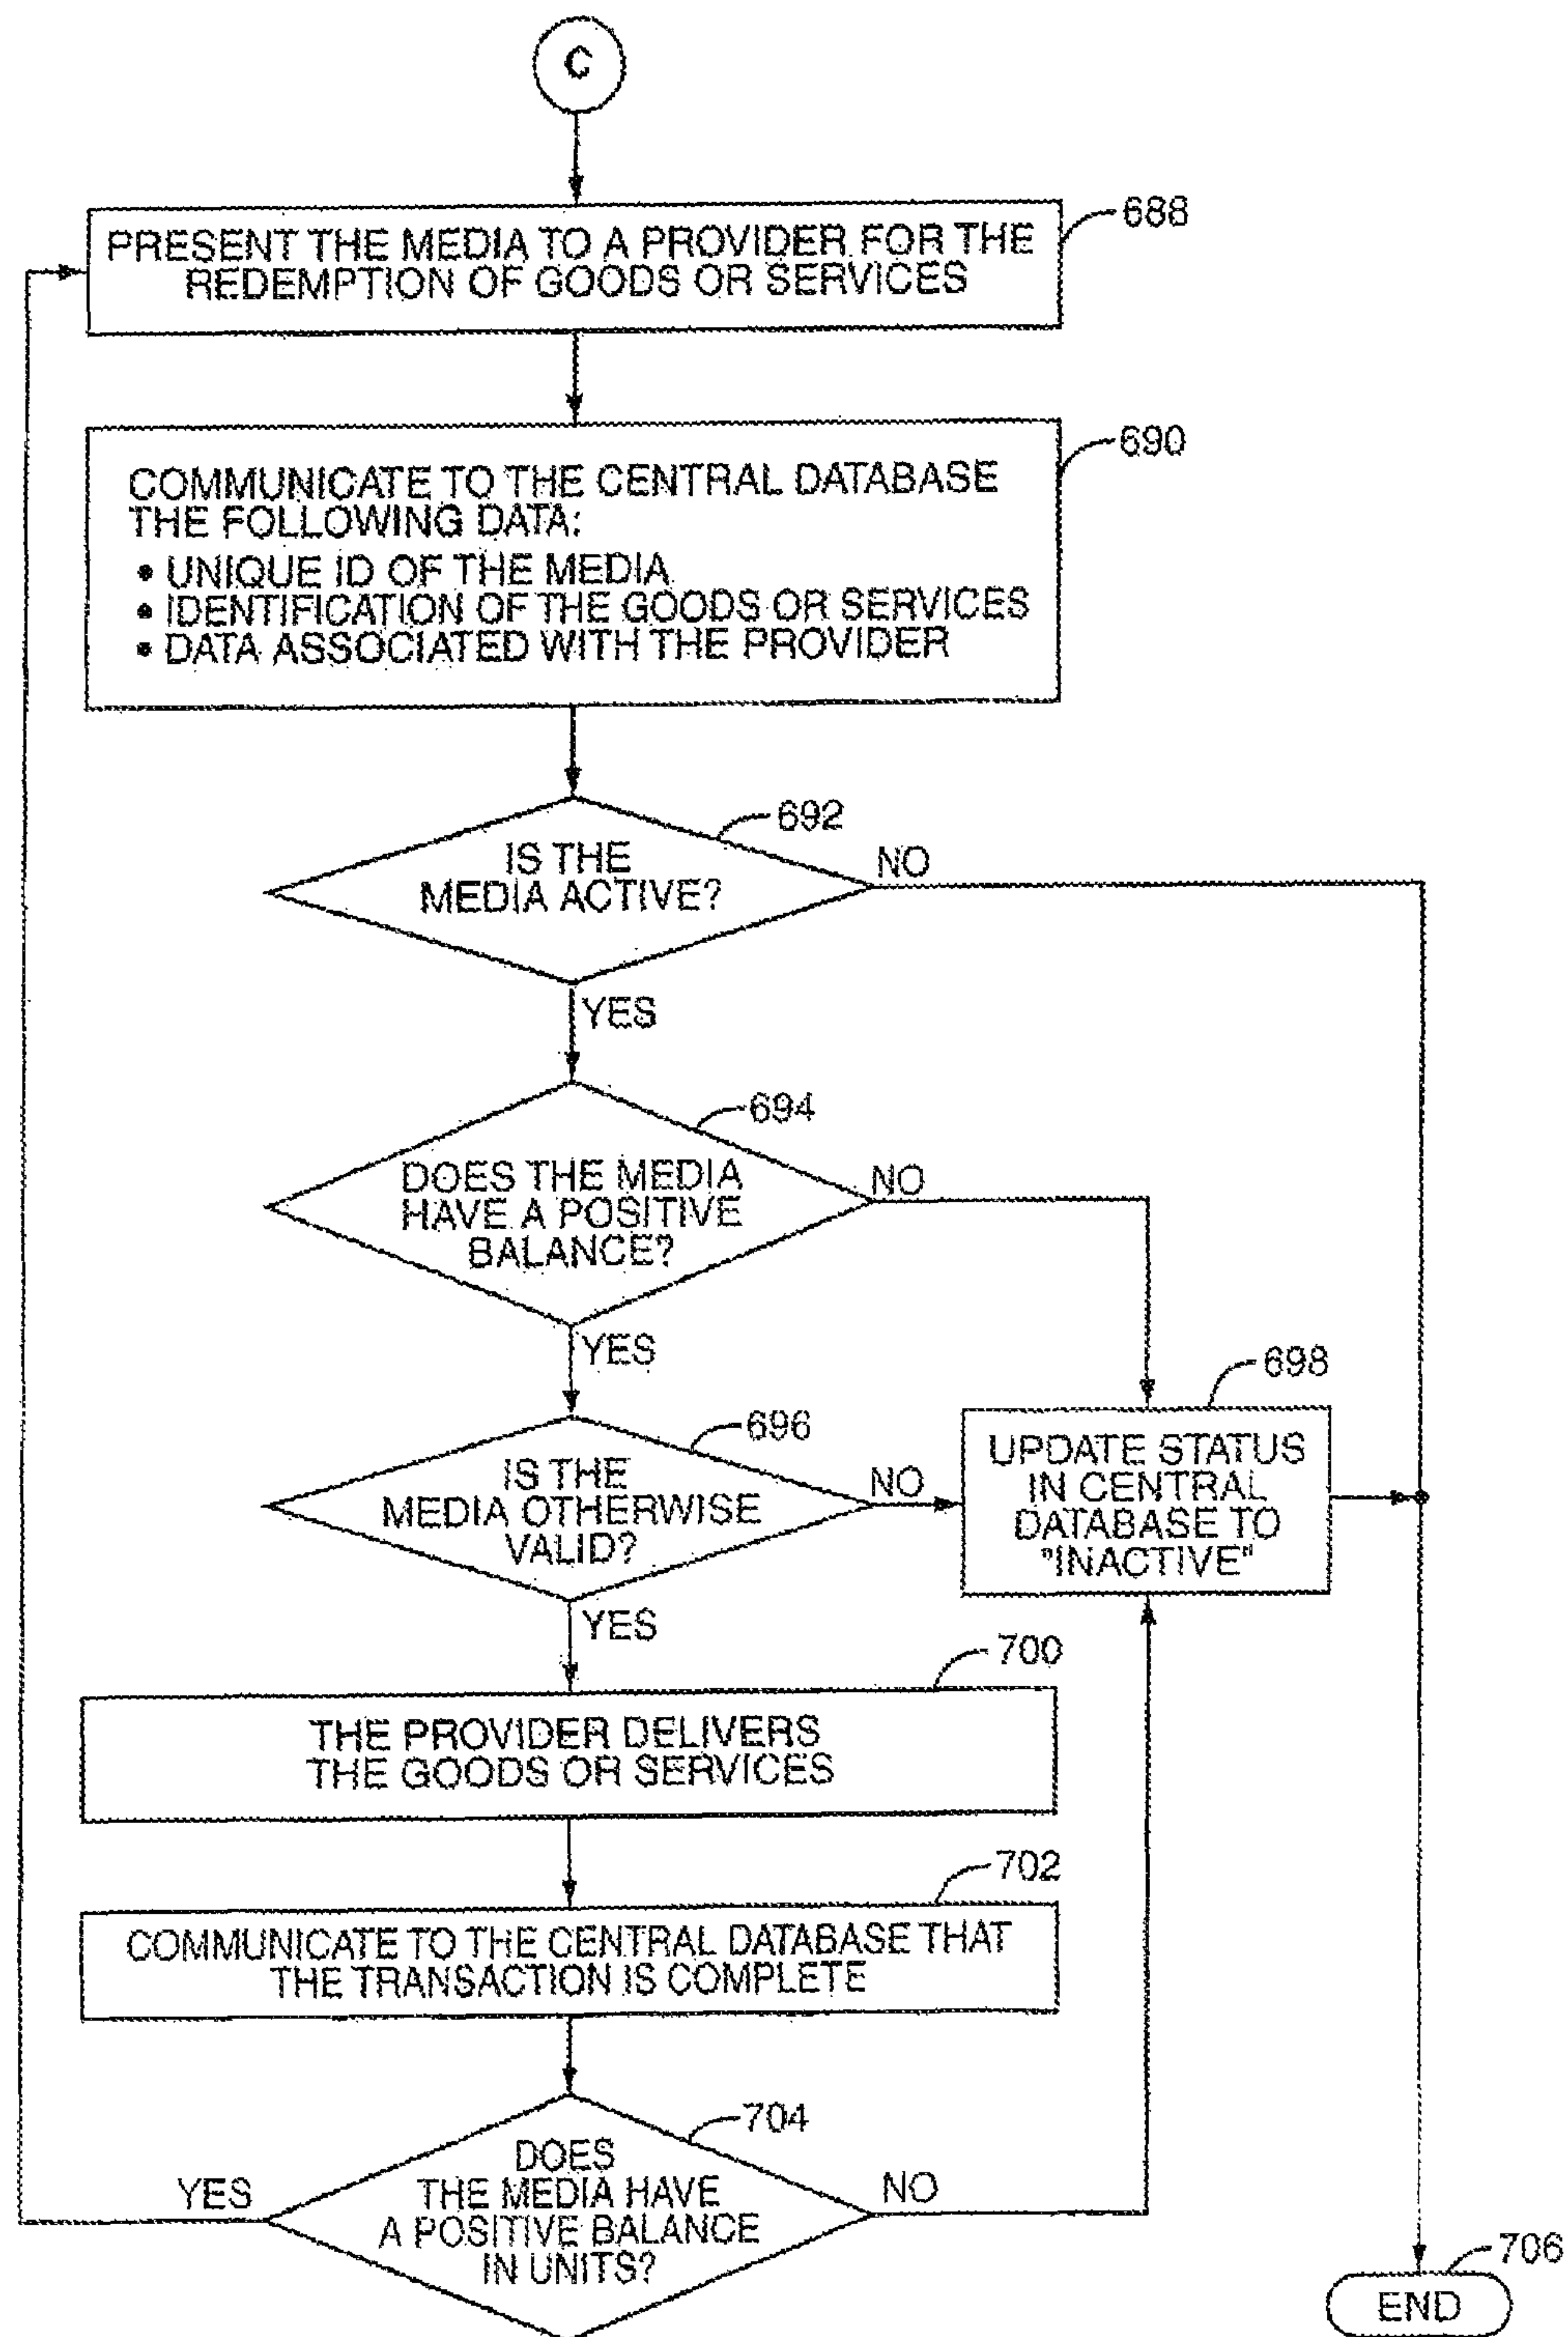 C
688
PRESENT THE MEDIA TO A PROVIDER FOR THE
REDEMPTION OF GOODS OR SERVICES
690
COMMUNICATE TO THE CENTRAL DATABASE
THE FOLLOWING DATA:
• UNIQUE ID OF THE MEDIA
• IDENTIFICATION OF THE GOODS OR SERVICES
• DATA ASSOCIATED WITH THE PROVIDER
692
IS THE
MEDIA ACTIVE?
NO
YES
694
DOES THE MEDIA
HAVE A POSITIVE
BALANCE?
NO
YES
696
IS THE
MEDIA OTHERWISE
VALID?
NO
YES
698
UPDATE STATUS
IN CENTRAL
DATABASE TO
"INACTIVE"
700
THE PROVIDER DELIVERS
THE GOODS OR SERVICES
702
COMMUNICATE TO THE CENTRAL DATABASE THAT
THE TRANSACTION IS COMPLETE
704
DOES
THE MEDIA HAVE
A POSITIVE BALANCE
IN UNITS?
YES
NO
706
END